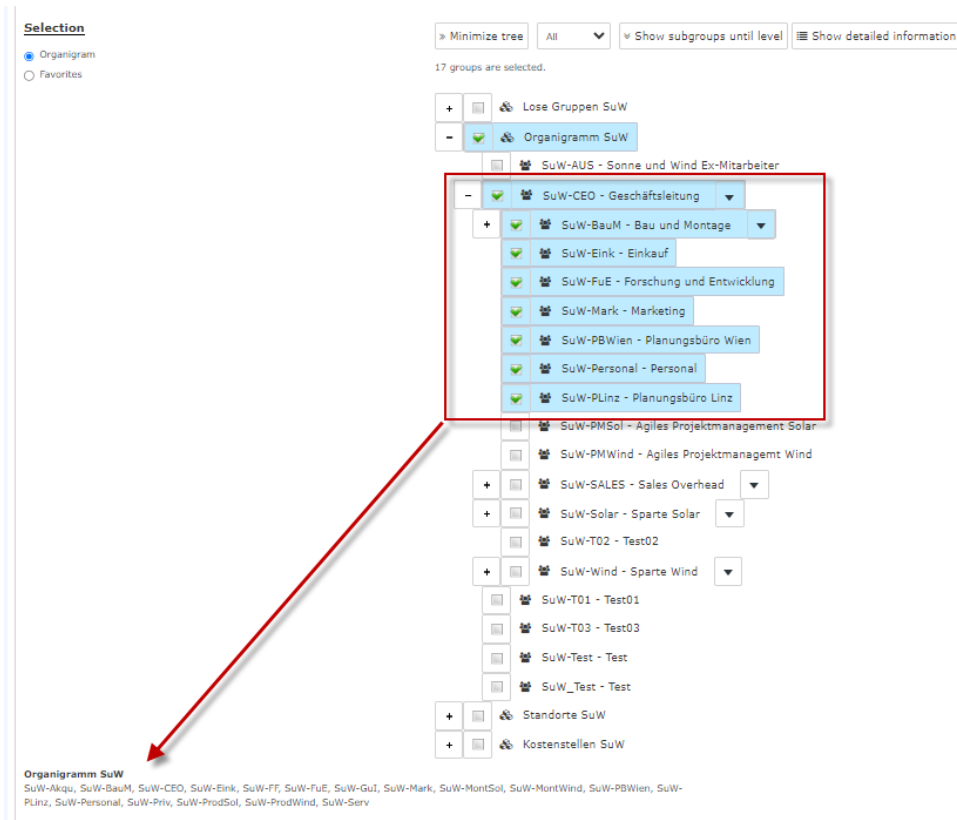 Selection
Organigram
Favorites
» Minimize tree All Show subgroups until level Show detailed information
17 groups are selected.
+ Lose Gruppen SuW
- Organigramm SuW
SuW-AUS - Sonne und Wind Ex-Mitarbeiter
- SuW-CEO - Geschäftsleitung
+ SuW-BauM - Bau und Montage
SuW-Eink - Einkauf
SuW-FuE - Forschung und Entwicklung
SuW-Mark - Marketing
SuW-PBWien - Planungsbüro Wien
SuW-Personal - Personal
SuW-PLinz - Planungsbüro Linz
SuW-PMSol - Agiles Projektmanagement Solar
SuW-PMWind - Agiles Projektmanagemt Wind
+ SuW-SALES - Sales Overhead
+ SuW-Solar - Sparte Solar
SuW-T02 - Test02
+ SuW-Wind - Sparte Wind
SuW-T01 - Test01
SuW-T03 - Test03
SuW-Test - Test
SuW_Test - Test
+ Standorte SuW
+ Kostenstellen SuW
Organigramm SuW
SuW-Akqu, SuW-BauM, SuW-CEO, SuW-Eink, SuW-FF, SuW-FuE, SuW-GuI, SuW-Mark, SuW-MontSol, SuW-MontWind, SuW-PBWien, SuW-
PLinz, SuW-Personal, SuW-Priv, SuW-ProdSol, SuW-ProdWind, SuW-Serv